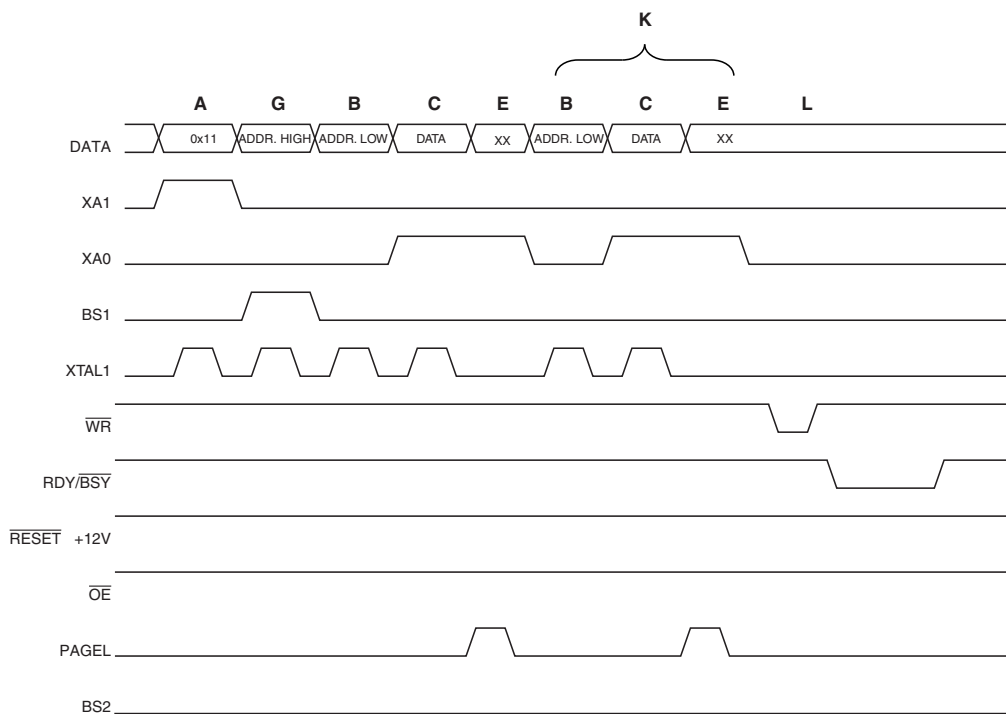 K
A G B C E B C E L
DATA 0x11 ADDR. HIGH ADDR. LOW DATA XX ADDR. LOW DATA XX
XA1
XA0
BS1
XTAL1
WR
RDY/BSY
RESET +12V
OE
PAGEL
BS2